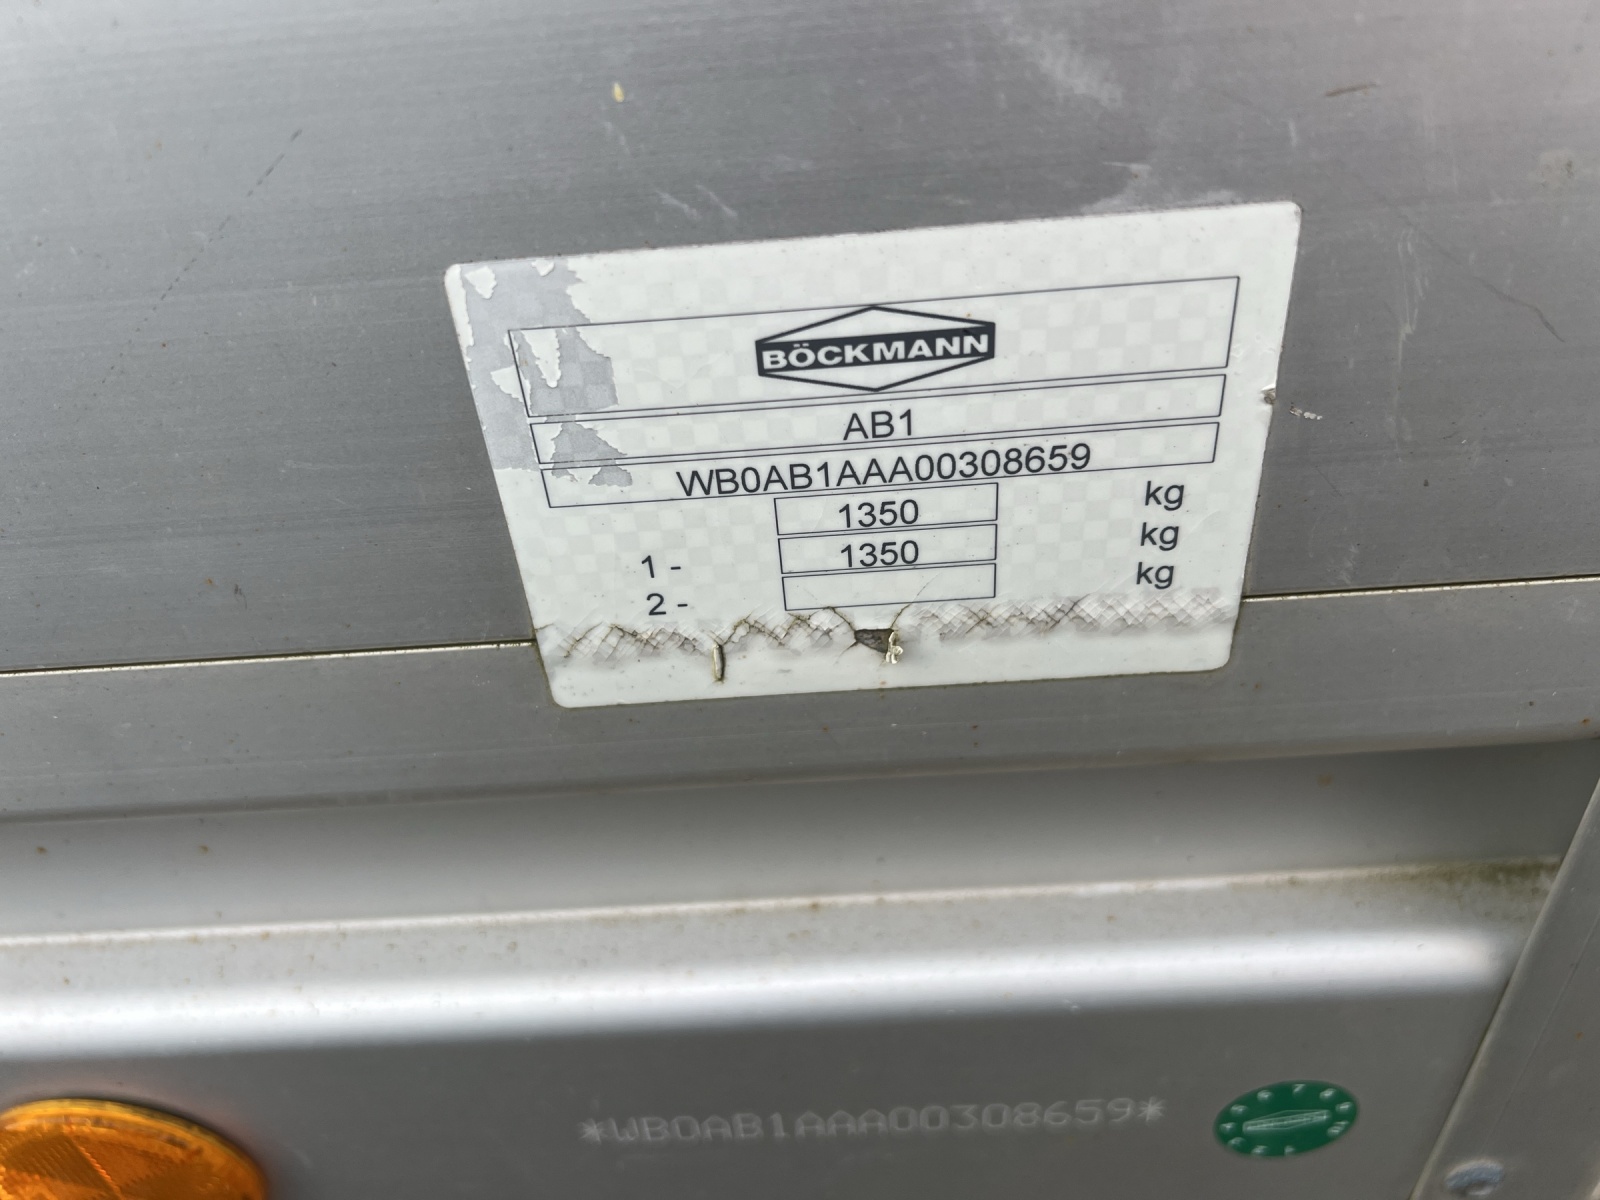 BÖCKMANN
AB1
WB0AB1AAA00308659
1350 kg
1 - 1350 kg
2 - kg
*WB0AB1AAA00308659*